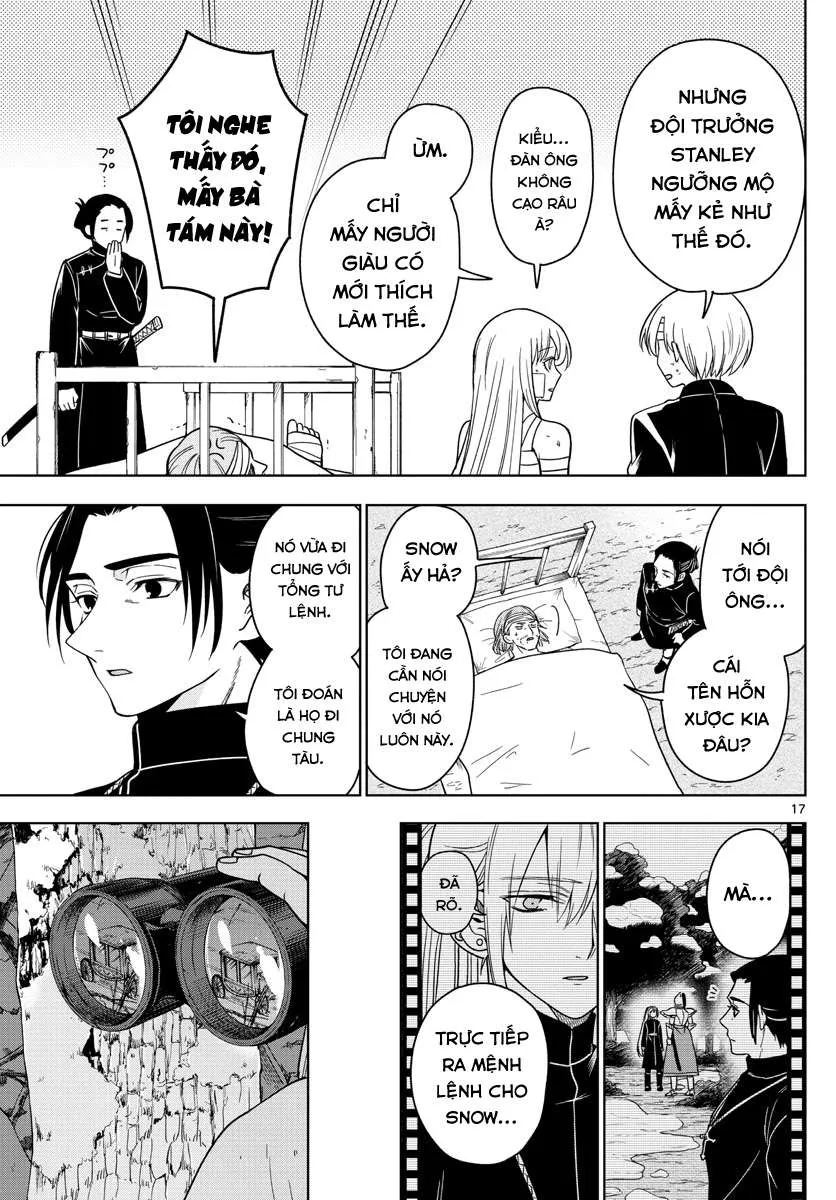 NHƯNG
ĐỘI TRƯỞNG
STANLEY
NGƯỠNG MỘ
MẤY KẺ NHƯ
THẾ ĐÓ.
KIỂU...
ĐÀN ÔNG
KHÔNG
CẠO RÂU
À?
ỪM.
CHỈ
MẤY NGƯỜI
GIÀU CÓ
MỚI THÍCH
LÀM THẾ.
TÔI NGHE
THẤY ĐÓ,
MẤY BÀ
TÁM NÀY!
プププ
NÓI
TỚI ĐỘI
ÔNG...
CÁI
TÊN HỖN
XƯỢC KIA
ĐÂU?
SNOW
ẤY HẢ?
TÔI ĐANG
CẦN NÓI
CHUYỆN
VỚI NÓ
LUÔN NÀY.
NÓ VỪA ĐI
CHUNG VỚI
TỔNG TƯ
LỆNH.
TÔI ĐOÁN
LÀ HỌ ĐI
CHUNG
TÀU.
17
MÀ...
ĐÃ
RÕ.
TRỰC TIẾP
RA MỆNH
LỆNH CHO
SNOW...